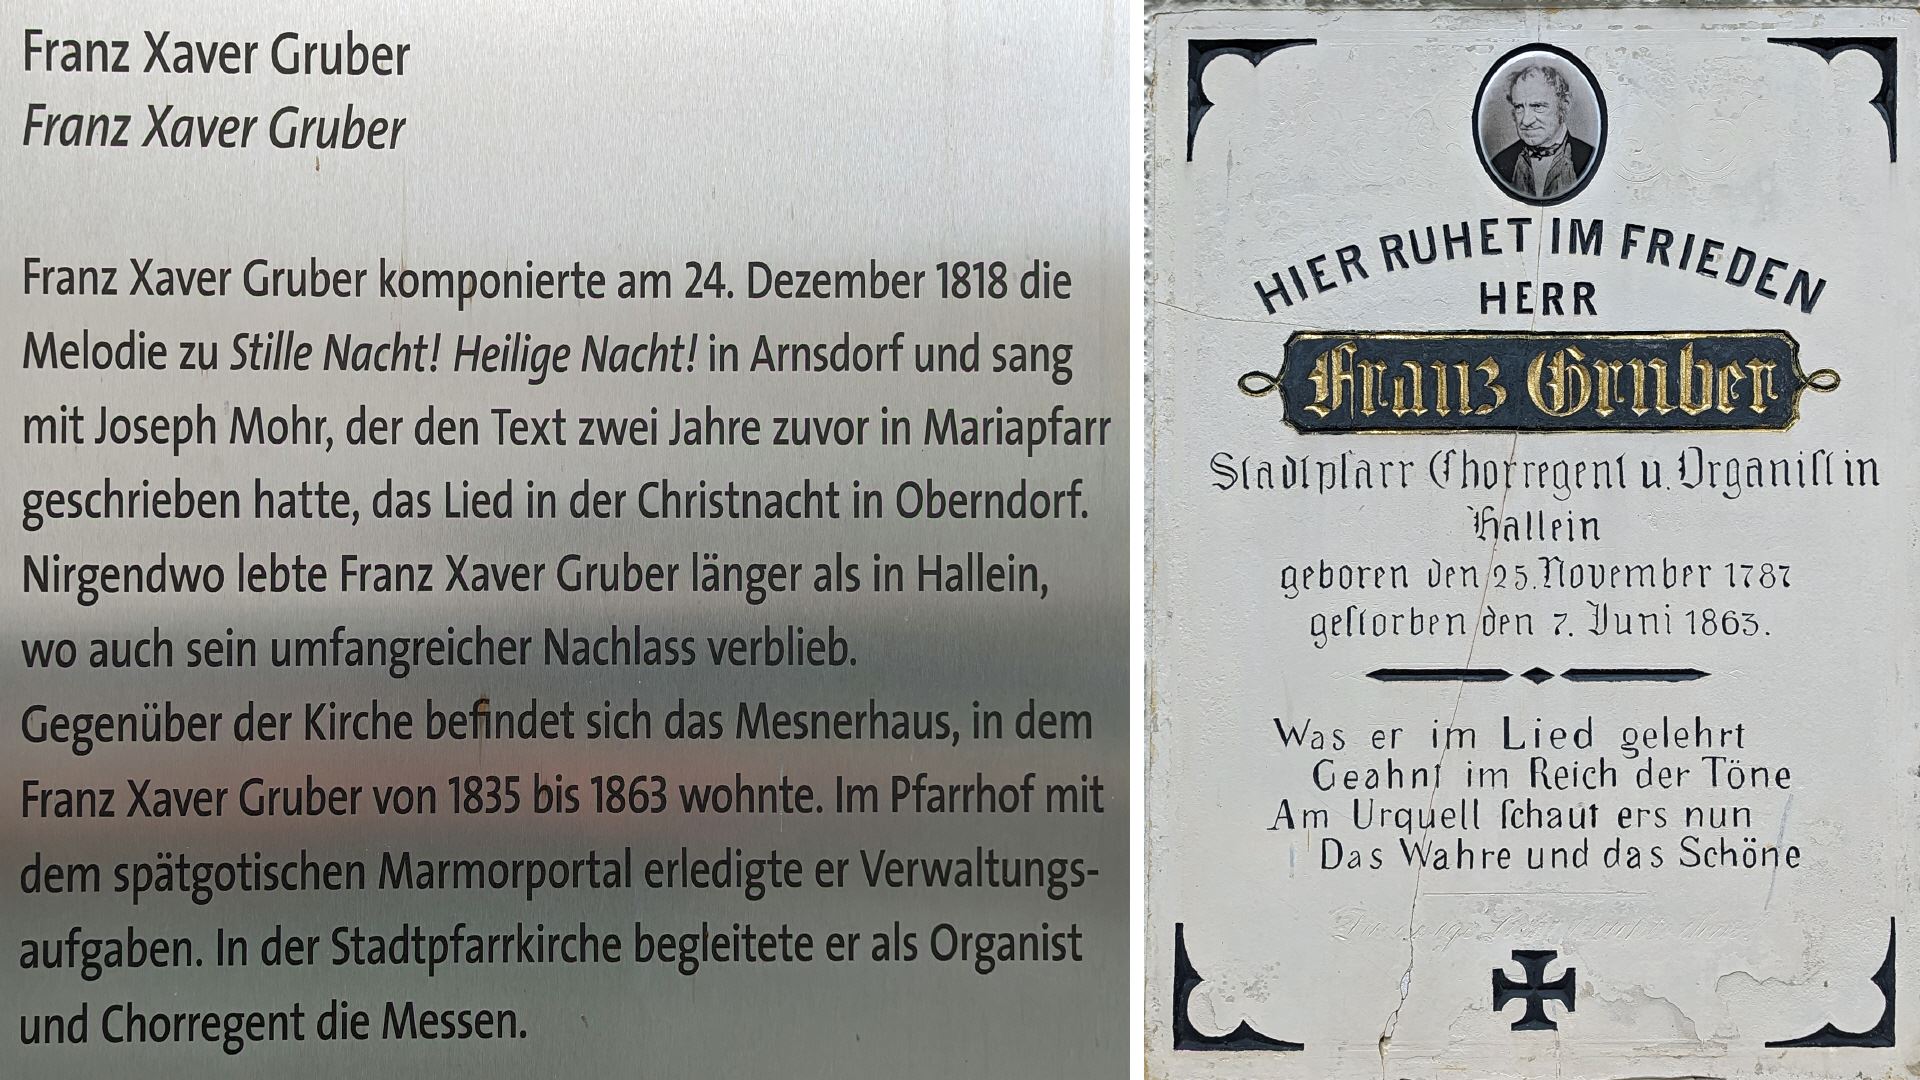 Franz Xaver Gruber
Franz Xaver Gruber
Franz Xaver Gruber komponierte am 24. Dezember 1818 die
Melodie zu Stille Nacht! Heilige Nacht! in Arnsdorf und sang
mit Joseph Mohr, der den Text zwei Jahre zuvor in Mariapfarr
geschrieben hatte, das Lied in der Christnacht in Oberndorf.
Nirgendwo lebte Franz Xaver Gruber länger als in Hallein,
wo auch sein umfangreicher Nachlass verblieb.
Gegenüber der Kirche befindet sich das Mesnerhaus, in dem
Franz Xaver Gruber von 1835 bis 1863 wohnte. Im Pfarrhof mit
dem spätgotischen Marmorportal erledigte er Verwaltungs-
aufgaben. In der Stadtpfarrkirche begleitete er als Organist
und Chorregent die Messen.
HIER RUHET IM FRIEDEN
HERR
Franz Gruber
Stadtpfarr Chorregent u. Organist in
Hallein
geboren den 25. November 1787
gestorben den 7. Juni 1863.
Was er im Lied gelehrt
Geahnt im Reich der Töne
Am Urquell schaut ers nun
Das Wahre und das Schöne